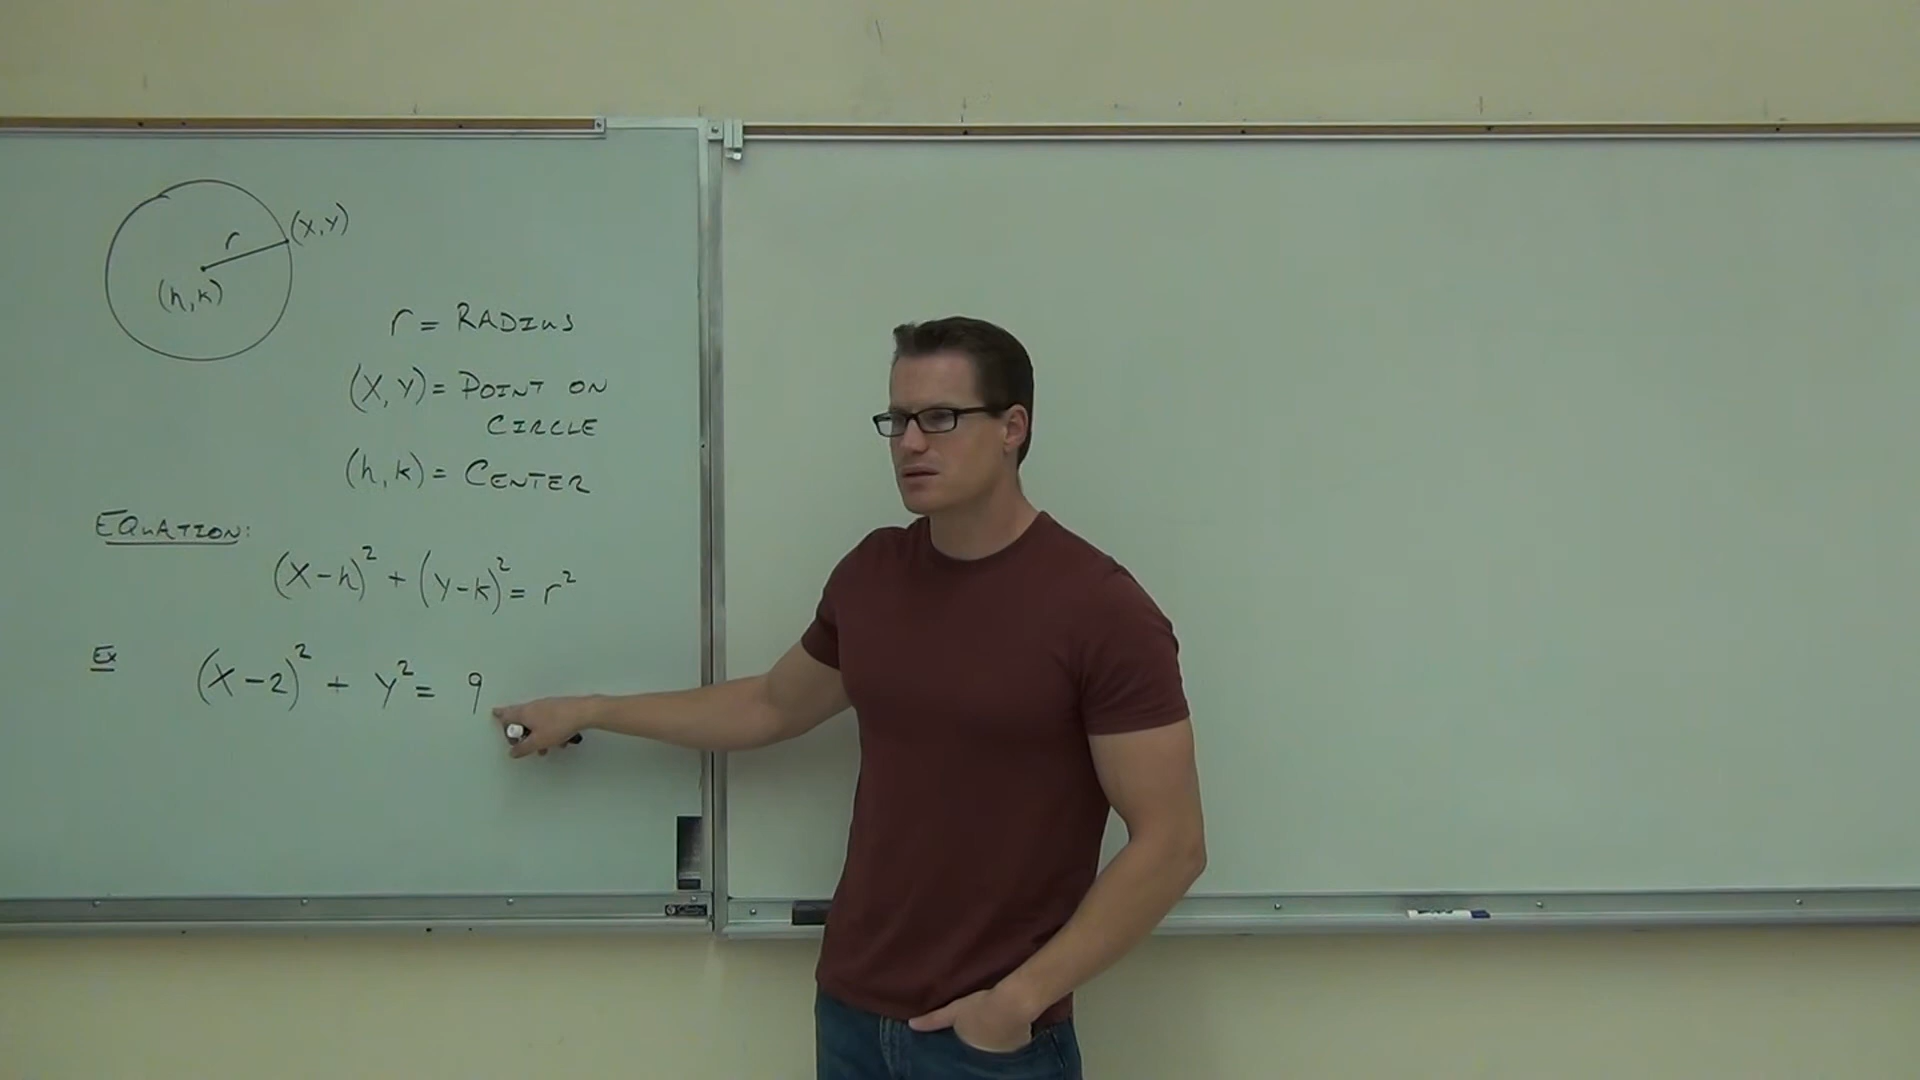 (x,y)
r
(h,k)
r = RADIUS
(x,y) = POINT ON
CIRCLE
(h,k) = CENTER
EQUATION:
(x-h)² + (y-k)² = r²
Ex (x-2)² + y² = 9